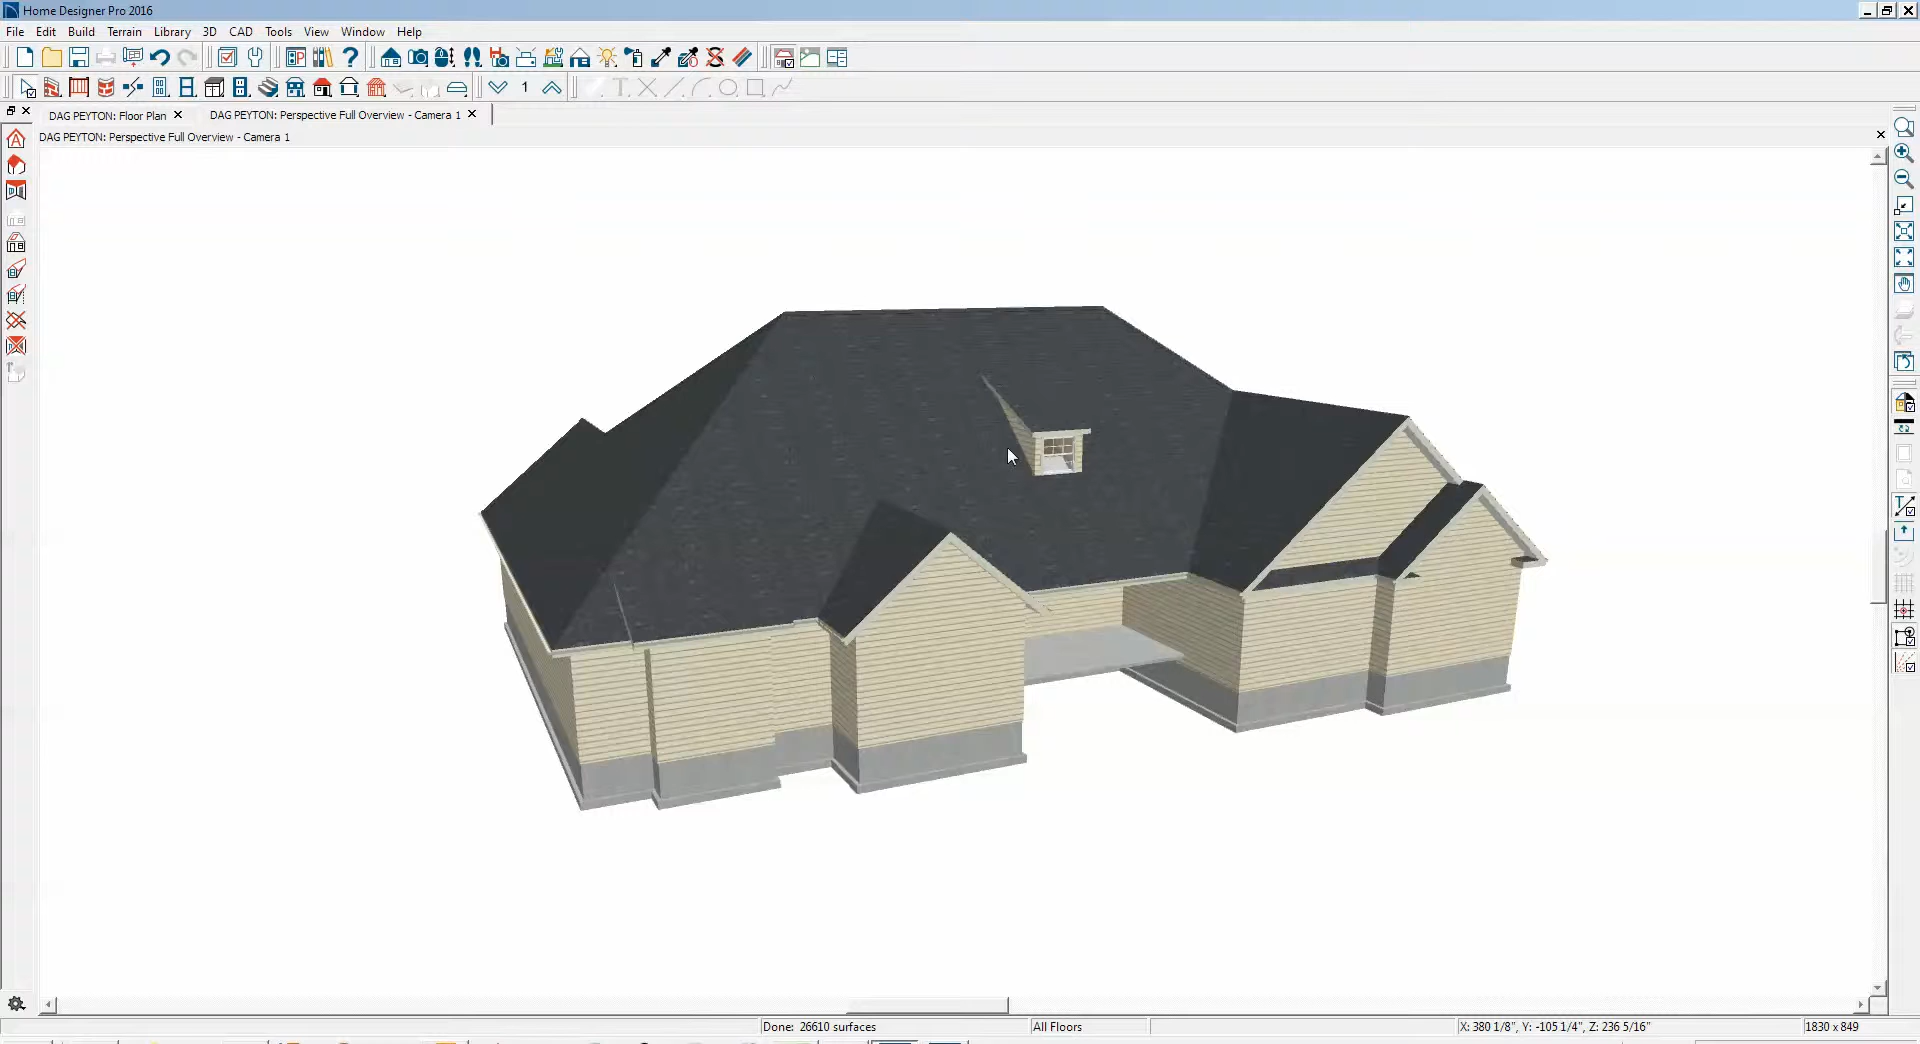 Home Designer Pro 2016
File Edit Build Terrain Library 3D CAD Tools View Window Help
1
DAG PEYTON: Floor Plan DAG PEYTON: Perspective Full Overview - Camera 1
DAG PEYTON: Perspective Full Overview - Camera 1
Done: 26610 surfaces All Floors X: 380 1/8", Y: -105 1/4", Z: 236 5/16" 1830 x 849